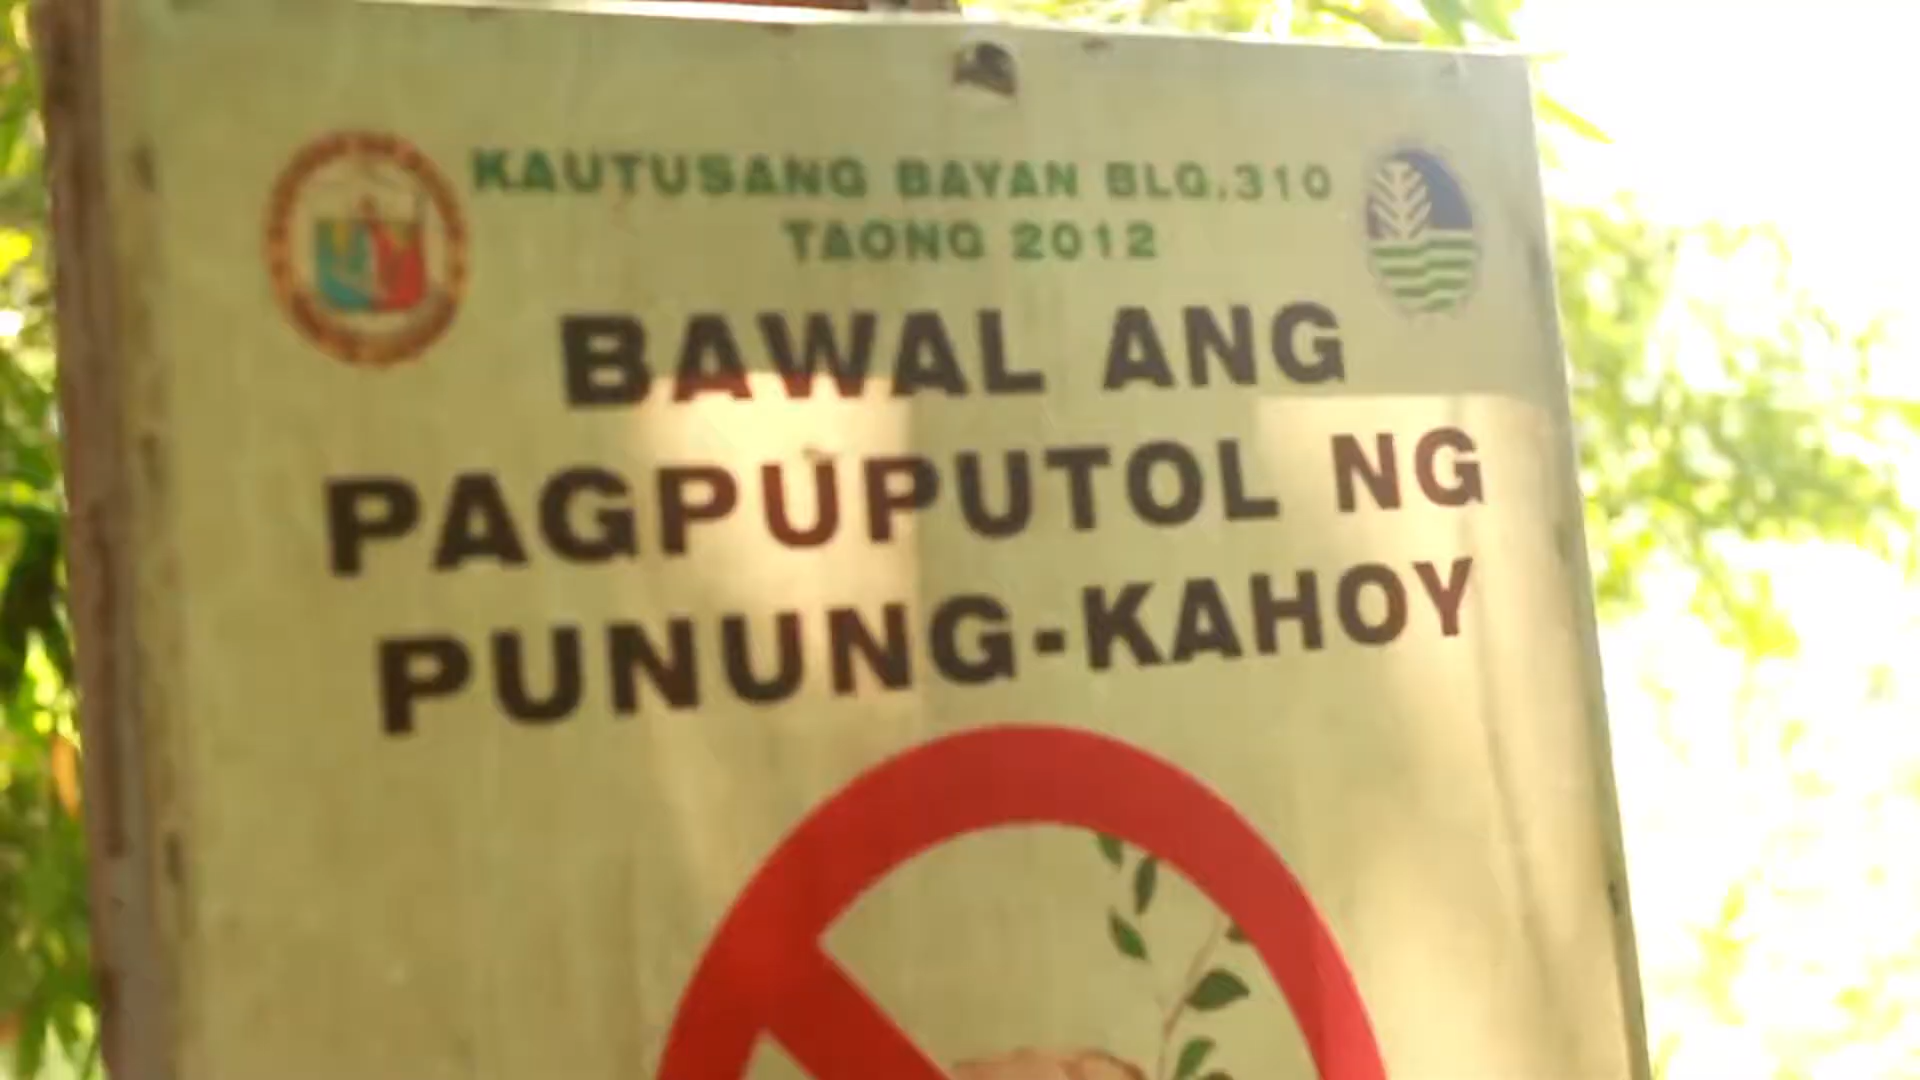 KAUTUSANG BAYAN BLG.310
TAONG 2012
BAWAL ANG
PAGPUPUTOL NG
PUNUNG-KAHOY